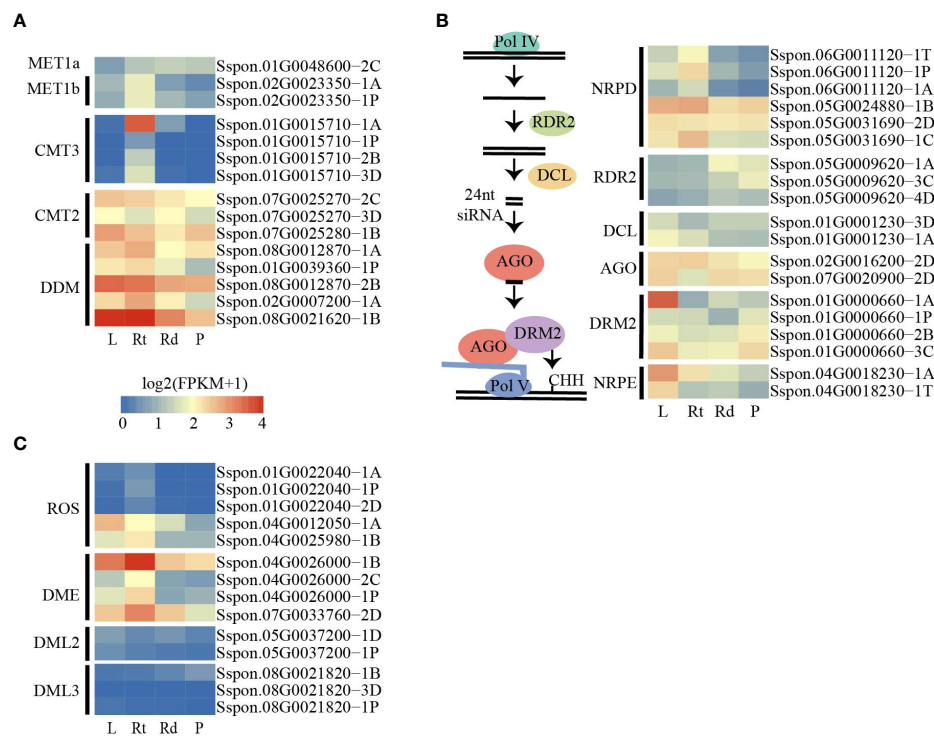 A
MET1a
Sspon.01G0048600−2C
MET1b
Sspon.02G0023350−1A
Sspon.02G0023350−1P
CMT3
Sspon.01G0015710−1A
Sspon.01G0015710−1P
Sspon.01G0015710−2B
Sspon.01G0015710−3D
CMT2
Sspon.07G0025270−2C
Sspon.07G0025270−3D
Sspon.07G0025280−1B
DDM
Sspon.08G0012870−1A
Sspon.01G0039360−1P
Sspon.08G0012870−2B
Sspon.02G0007200−1A
Sspon.08G0021620−1B
L Rt Rd P
log2(FPKM+1)
0 1 2 3 4
B
Pol IV
RDR2
DCL
24nt
siRNA
AGO
AGO
DRM2
Pol V
CHH
NRPD
Sspon.06G0011120−1T
Sspon.06G0011120−1P
Sspon.06G0011120−1A
Sspon.05G0024880−1B
Sspon.05G0031690−2D
Sspon.05G0031690−1C
RDR2
Sspon.05G0009620−1A
Sspon.05G0009620−3C
Sspon.05G0009620−4D
DCL
Sspon.01G0001230−3D
Sspon.01G0001230−1A
AGO
Sspon.02G0016200−2D
Sspon.07G0020900−2D
DRM2
Sspon.01G0000660−1A
Sspon.01G0000660−1P
Sspon.01G0000660−2B
Sspon.01G0000660−3C
NRPE
Sspon.04G0018230−1A
Sspon.04G0018230−1T
L Rt Rd P
C
ROS
Sspon.01G0022040−1A
Sspon.01G0022040−1P
Sspon.01G0022040−2D
Sspon.04G0012050−1A
Sspon.04G0025980−1B
DME
Sspon.04G0026000−1B
Sspon.04G0026000−2C
Sspon.04G0026000−1P
Sspon.07G0033760−2D
DML2
Sspon.05G0037200−1D
Sspon.05G0037200−1P
DML3
Sspon.08G0021820−1B
Sspon.08G0021820−3D
Sspon.08G0021820−1P
L Rt Rd P